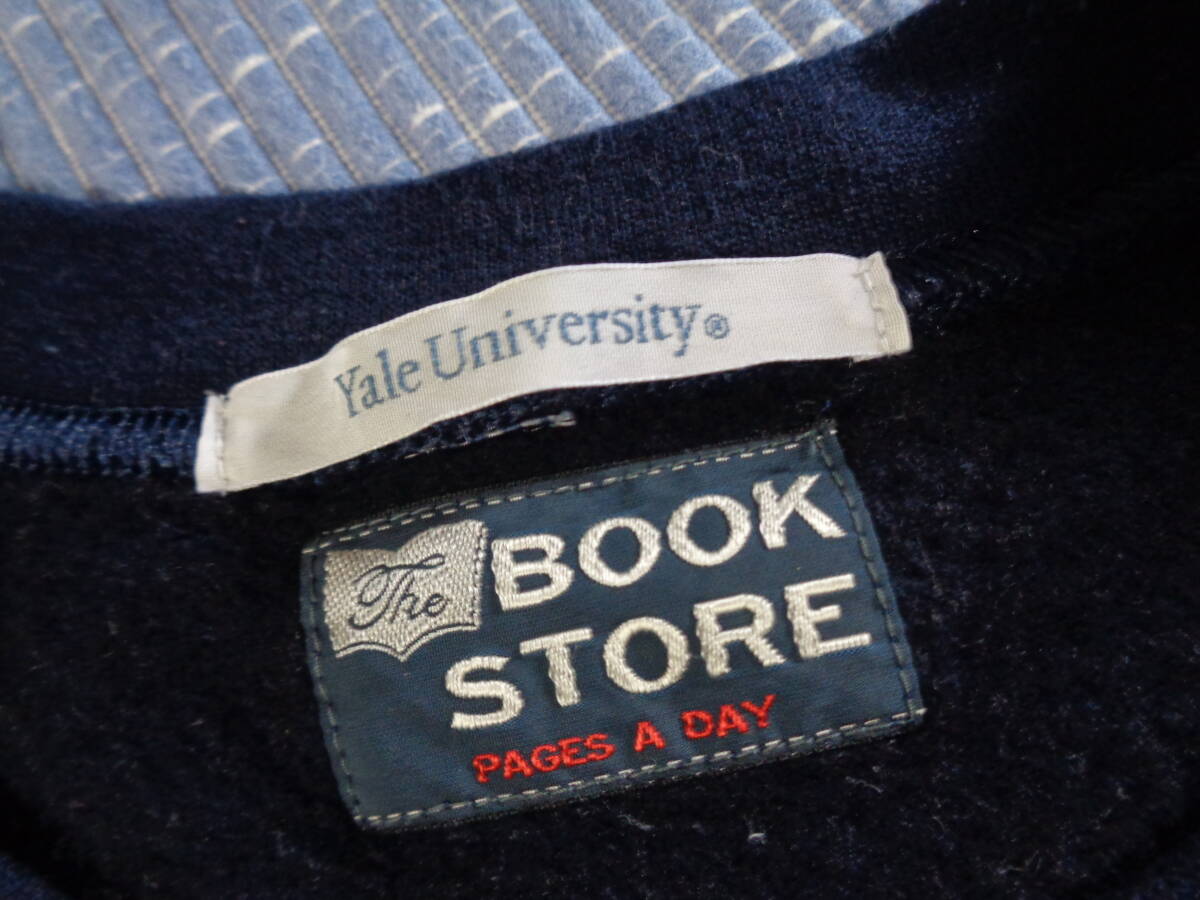 Yale University®
The BOOK
STORE
PAGES A DAY